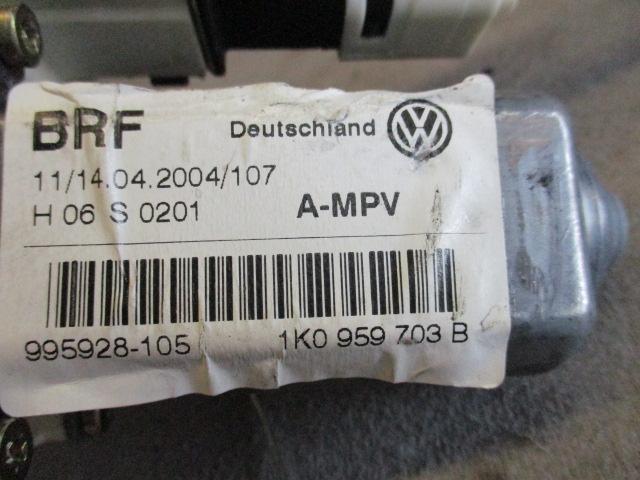 BRF
Deutschland
11/14.04.2004/107
H 06 S 0201
A-MPV
995928-105
1K0 959 703 B